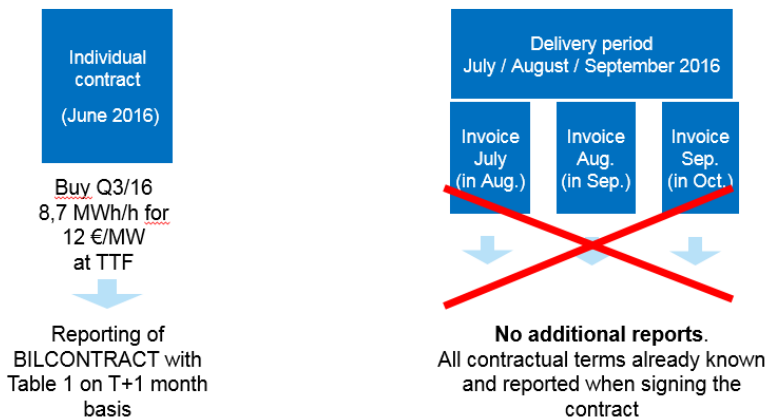 Individual
contract
(June 2016)
Buy Q3/16
8,7 MWh/h for
12 €/MW
at TTF
Reporting of
BILCONTRACT with
Table 1 on T+1 month
basis
Delivery period
July / August / September 2016
Invoice
July
(in Aug.)
Invoice
Aug.
(in Sep.)
Invoice
Sep.
(in Oct.)
No additional reports.
All contractual terms already known
and reported when signing the
contract